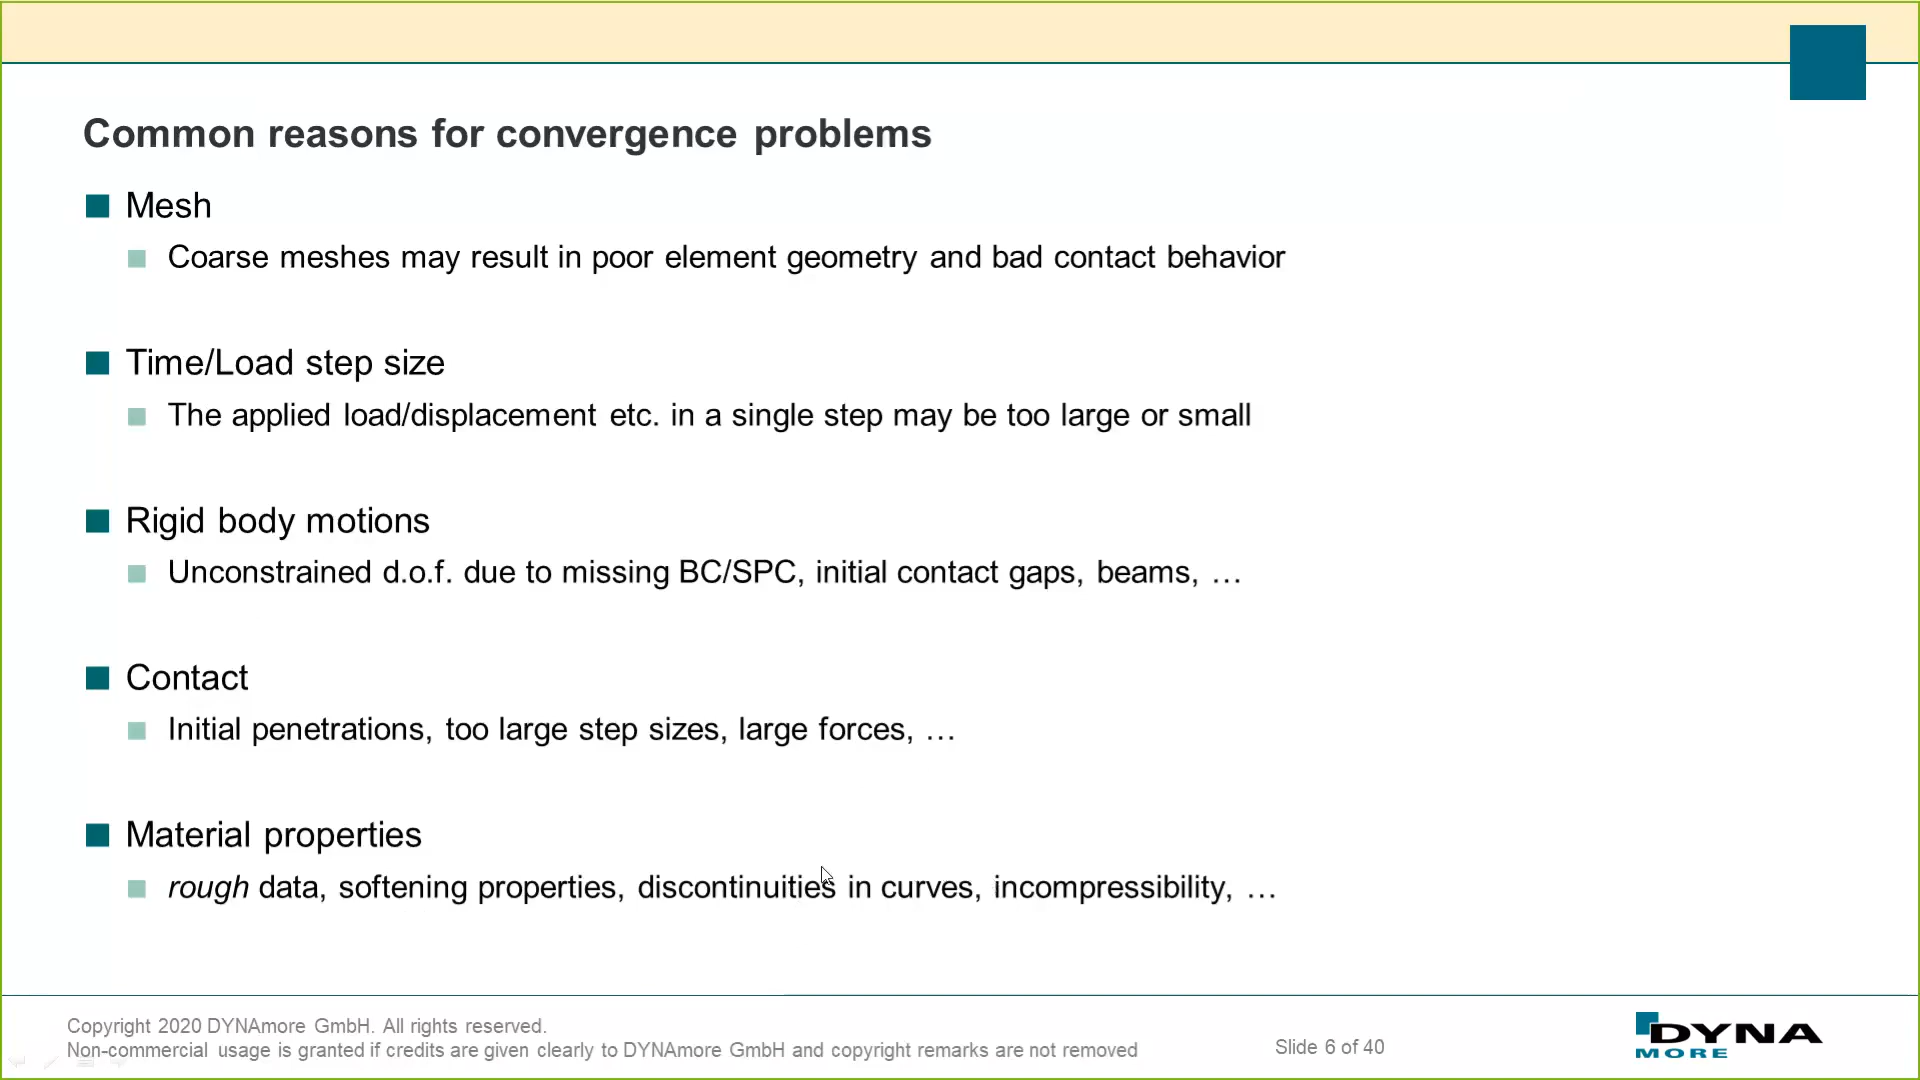 Common reasons for convergence problems
Mesh
Coarse meshes may result in poor element geometry and bad contact behavior
Time/Load step size
The applied load/displacement etc. in a single step may be too large or small
Rigid body motions
Unconstrained d.o.f. due to missing BC/SPC, initial contact gaps, beams, …
Contact
Initial penetrations, too large step sizes, large forces, …
Material properties
rough data, softening properties, discontinuities in curves, incompressibility, …
Copyright 2020 DYNAmore GmbH. All rights reserved.
Non-commercial usage is granted if credits are given clearly to DYNAmore GmbH and copyright remarks are not removed
Slide 6 of 40
DYNA
MORE